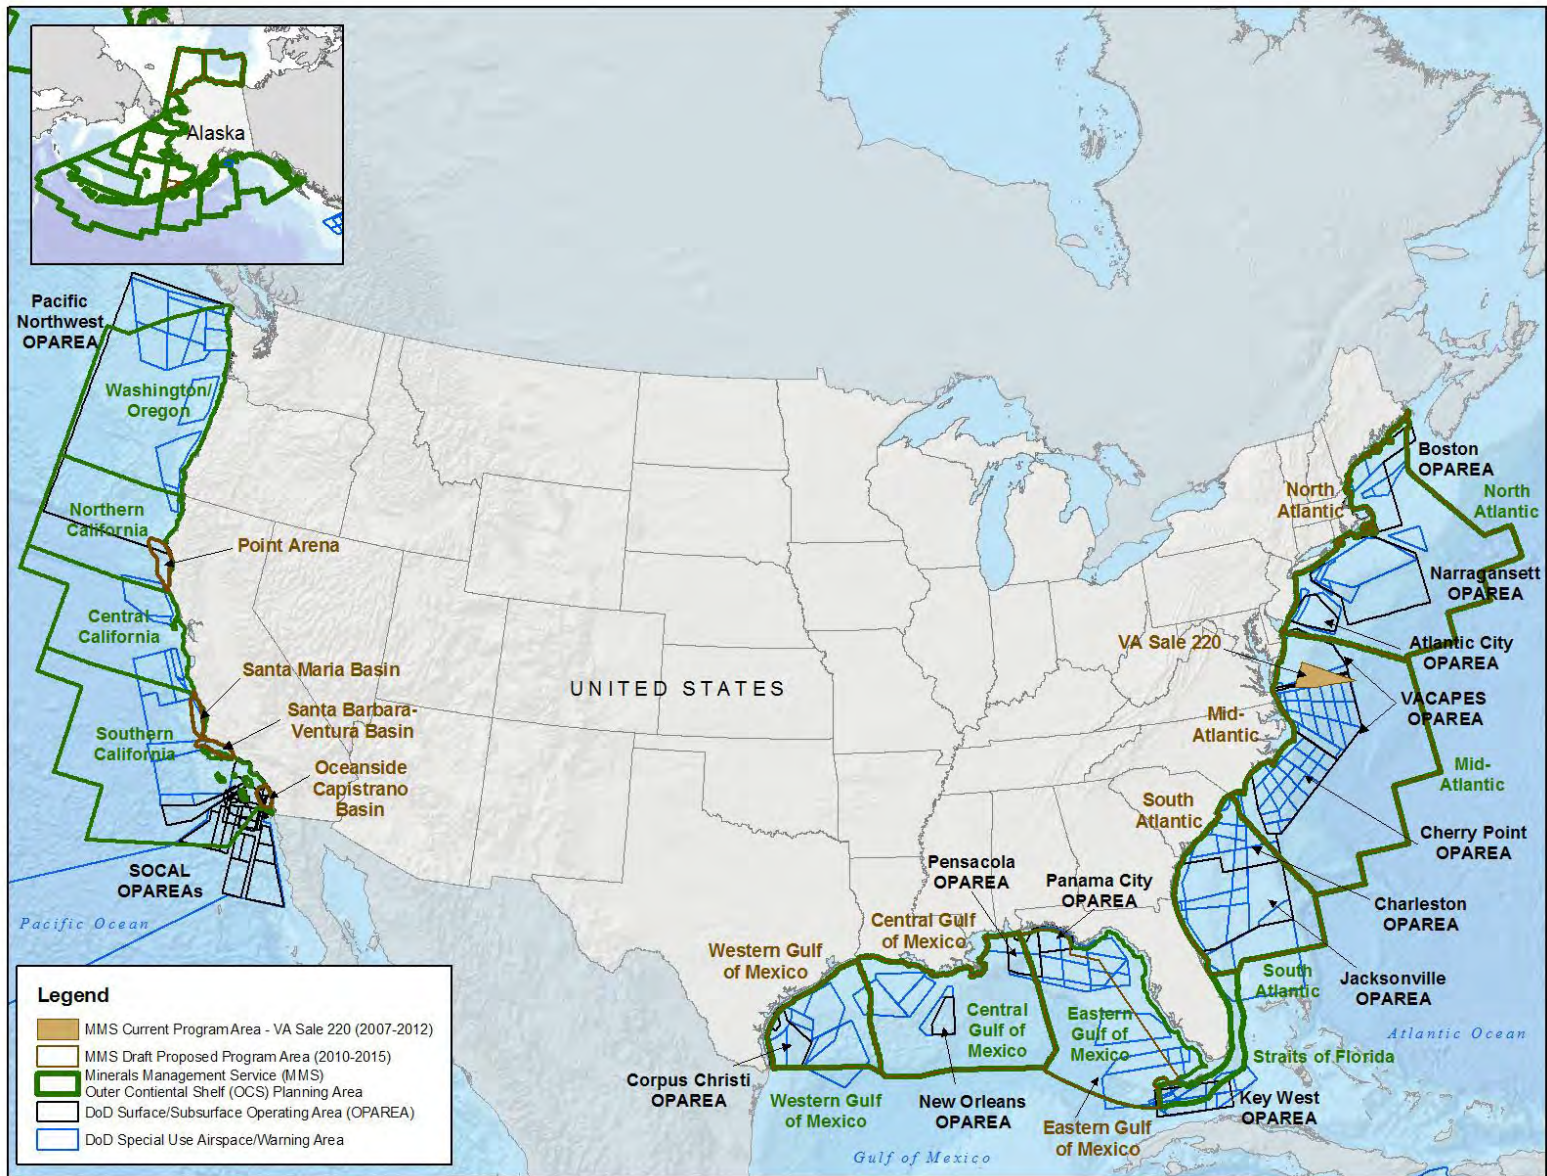 Alaska
Pacific
Northwest
OPAREA
Washington/
Oregon
Northern
California
Point Arena
Central
California
Santa Maria Basin
Santa Barbara-
Ventura Basin
Southern
California
Oceanside
Capistrano
Basin
SOCAL
OPAREAs
Pacific Ocean
UNITED STATES
Boston
OPAREA
North
Atlantic
North
Atlantic
Narragansett
OPAREA
VA Sale 220
Atlantic City
OPAREA
VACAPES
OPAREA
Mid-
Atlantic
Mid-
Atlantic
South
Atlantic
Cherry Point
OPAREA
Pensacola
OPAREA
Panama City
OPAREA
Charleston
OPAREA
Central Gulf
of Mexico
Western Gulf
of Mexico
South
Atlantic
Jacksonville
OPAREA
Central
Gulf of
Mexico
Eastern
Gulf of
Mexico
Atlantic Ocean
Straits of Florida
Corpus Christi
OPAREA
Western Gulf
of Mexico
New Orleans
OPAREA
Key West
OPAREA
Eastern Gulf
of Mexico
Gulf of Mexico
Legend
MMS Current Program Area - VA Sale 220 (2007-2012)
MMS Draft Proposed Program Area (2010-2015)
Minerals Management Service (MMS)
Outer Contiental Shelf (OCS) Planning Area
DoD Surface/Subsurface Operating Area (OPAREA)
DoD Special Use Airspace/Warning Area